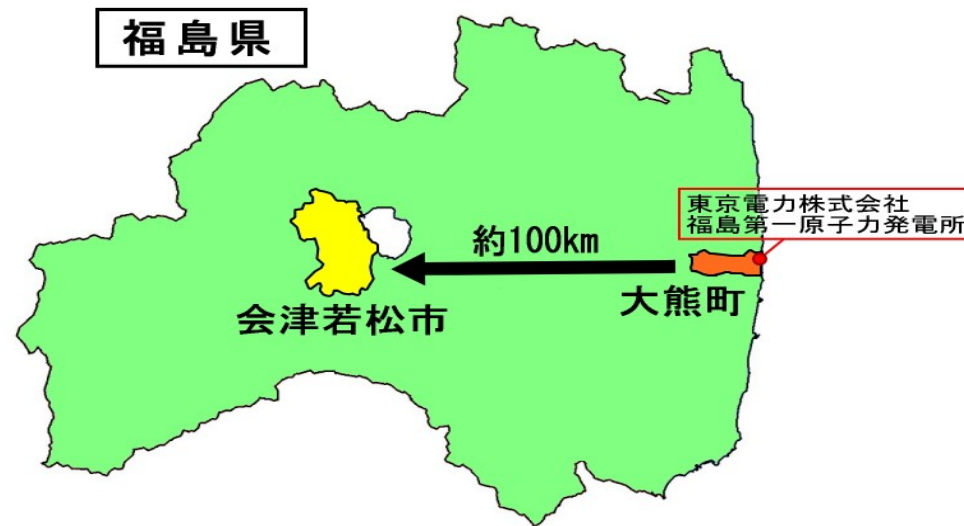 福島県
東京電力株式会社
福島第一原子力発電所
約100km
大熊町
会津若松市